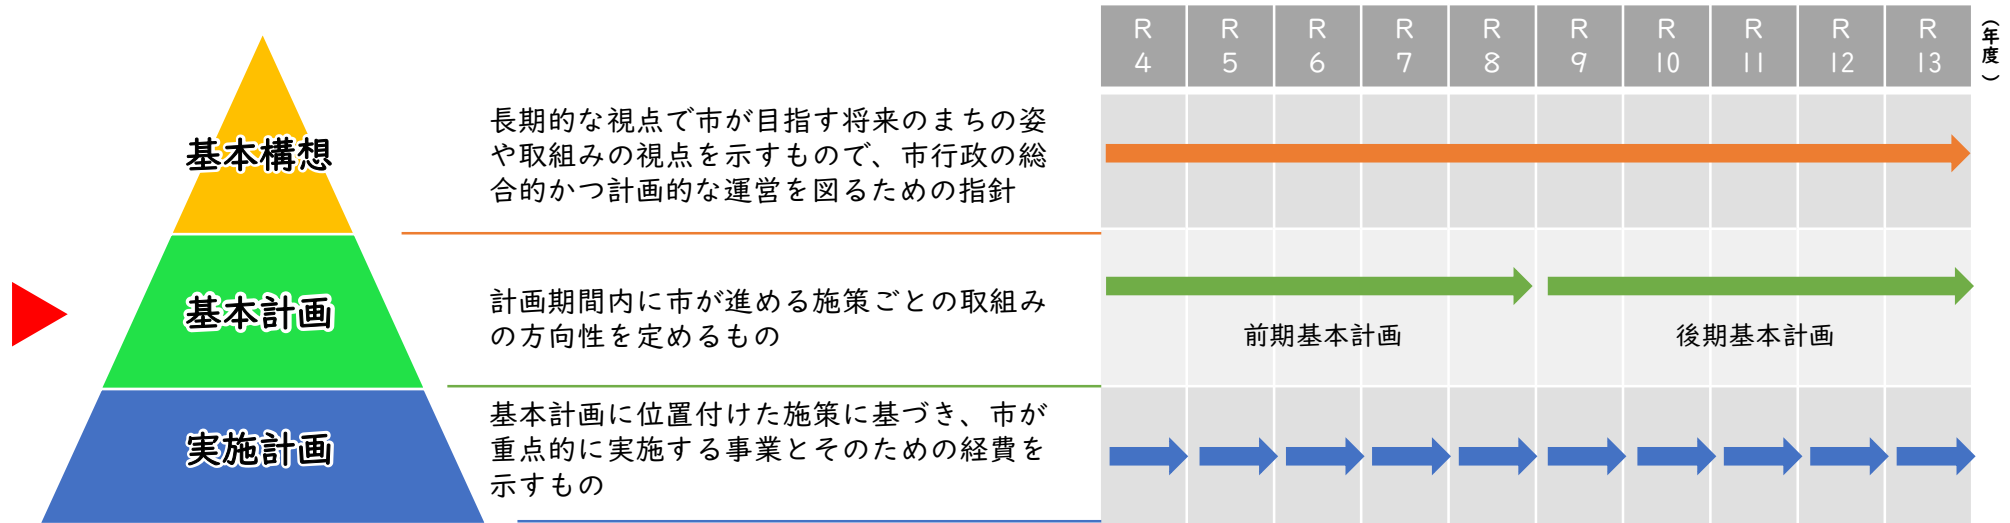 R 4
R 5
R 6
R 7
R 8
R 9
R 10
R 11
R 12
R 13
(年度)
基本構想
長期的な視点で市が目指す将来のまちの姿
や取組みの視点を示すもので、市行政の総
合的かつ計画的な運営を図るための指針
基本計画
計画期間内に市が進める施策ごとの取組み
の方向性を定めるもの
前期基本計画
後期基本計画
実施計画
基本計画に位置付けた施策に基づき、市が
重点的に実施する事業とそのための経費を
示すもの